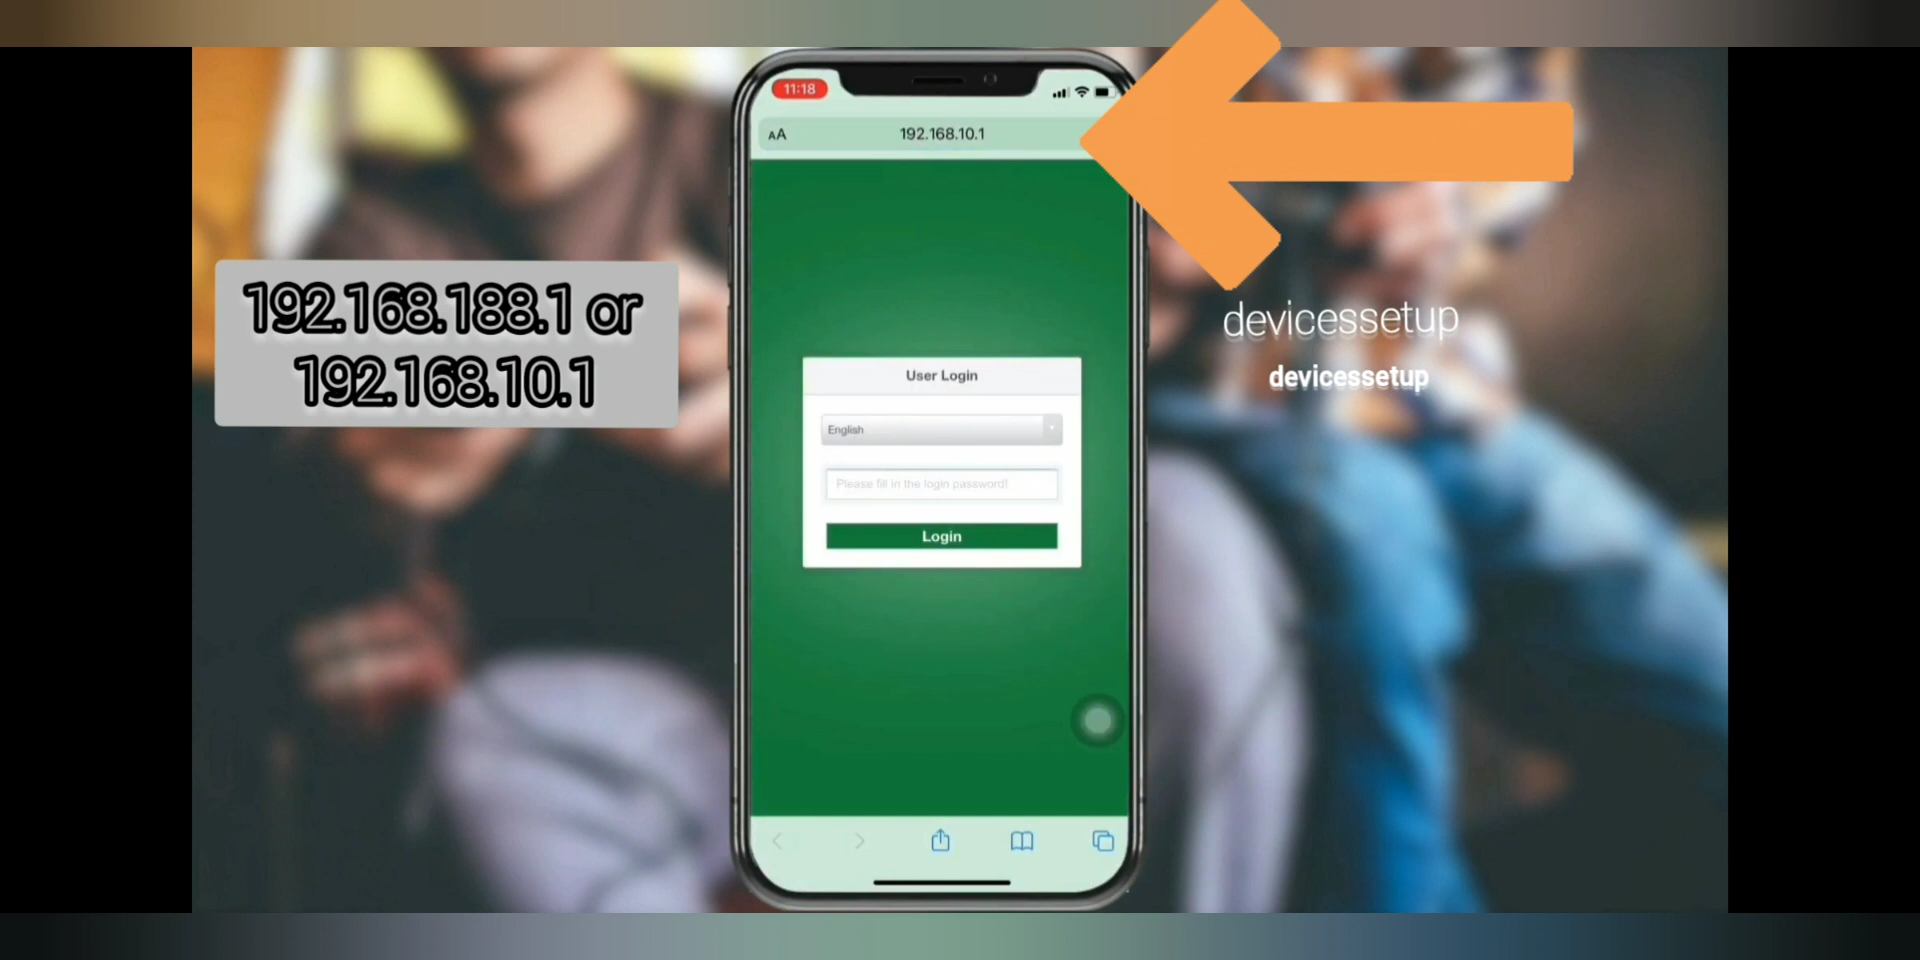 11:18
AA
192.168.10.1
192.168.188.1 or
192.168.10.1
devicessetup
devicessetup
User Login
English
Please fill in the login password!
Login